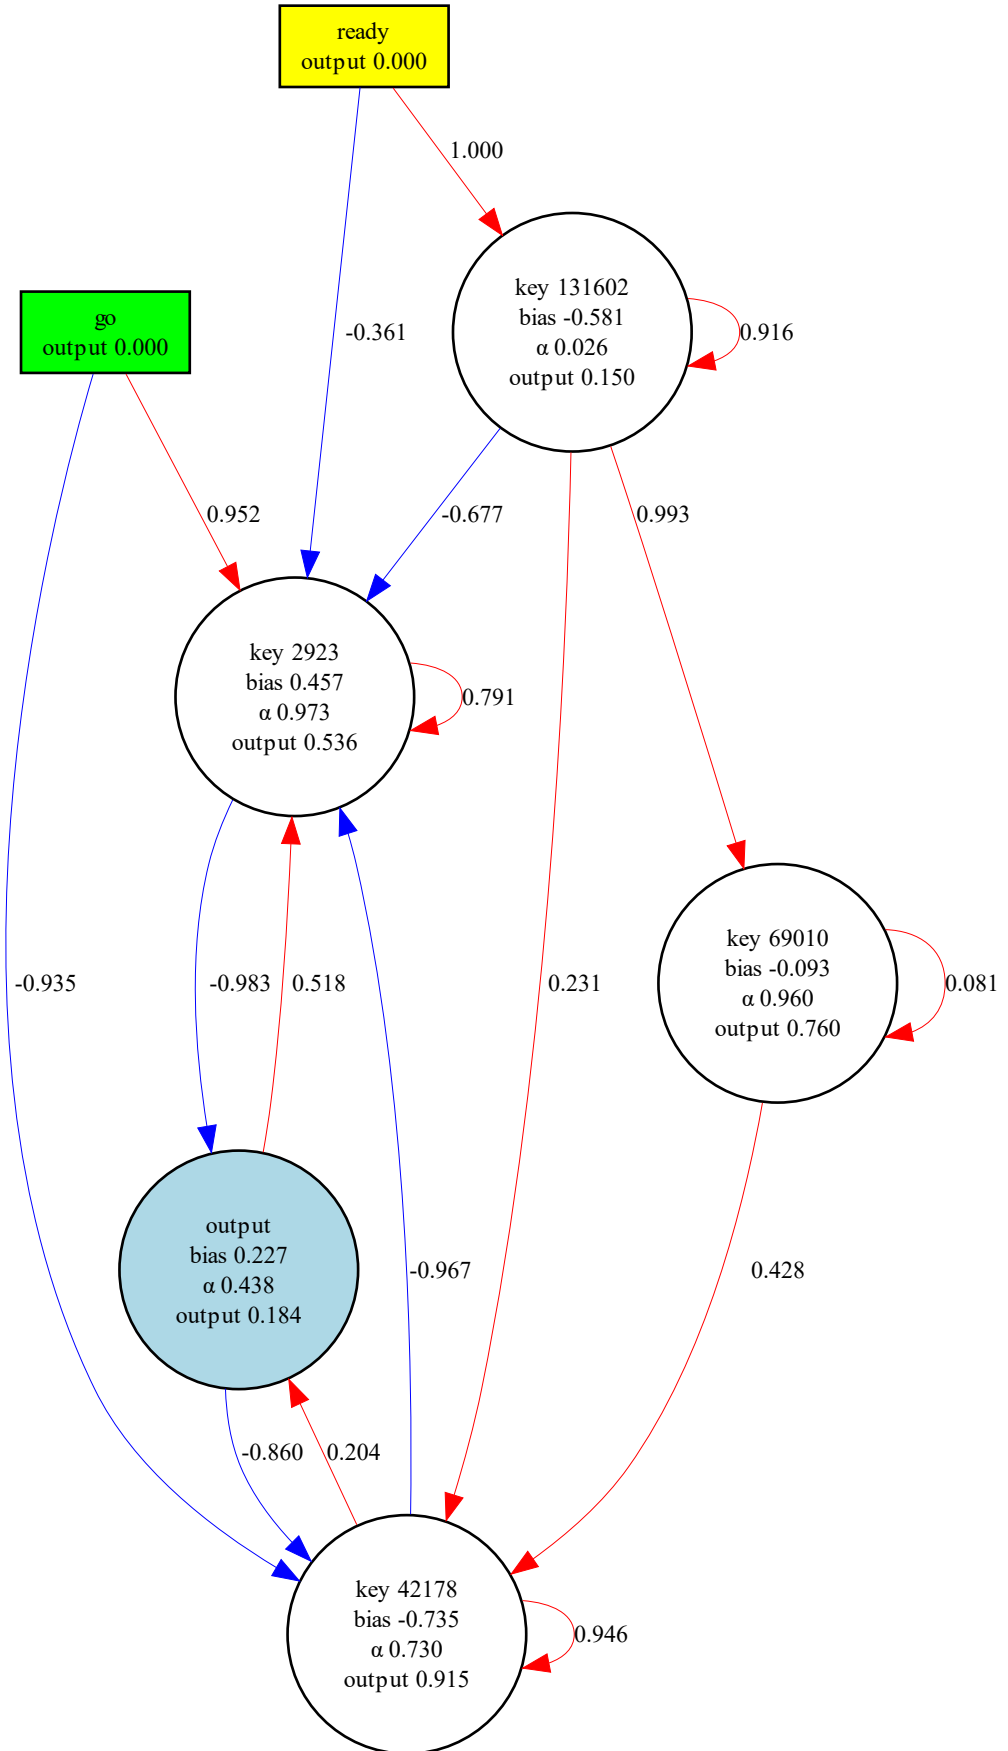 ready
output 0.000
1.000
key 131602
bias -0.581
α 0.026
output 0.150
0.916
go
output 0.000
-0.361
0.952
-0.677
0.993
key 2923
bias 0.457
α 0.973
output 0.536
0.791
key 69010
bias -0.093
α 0.960
output 0.760
0.081
-0.935
-0.983
0.518
0.231
output
bias 0.227
α 0.438
output 0.184
-0.967
0.428
-0.860
0.204
key 42178
bias -0.735
α 0.730
output 0.915
0.946